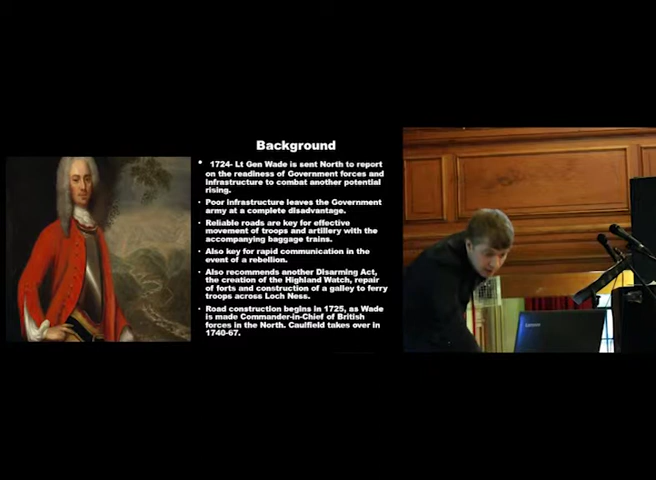 Background
• 1724- Lt Gen Wade is sent North to report
on the readiness of Government forces and
infrastructure to combat another potential
rising.
• Poor infrastructure leaves the Government
army at a complete disadvantage.
• Reliable roads are key for effective
movement of troops and artillery with the
accompanying baggage trains.
• Also key for rapid communication in the
event of a rebellion.
• Also recommends another Disarming Act,
the creation of the Highland Watch, repair
of forts and construction of a galley to ferry
troops across Loch Ness.
• Road construction begins in 1725, as Wade
is made Commander-in-Chief of British
forces in the North. Caulfield takes over in
1740-67.
Lenovo